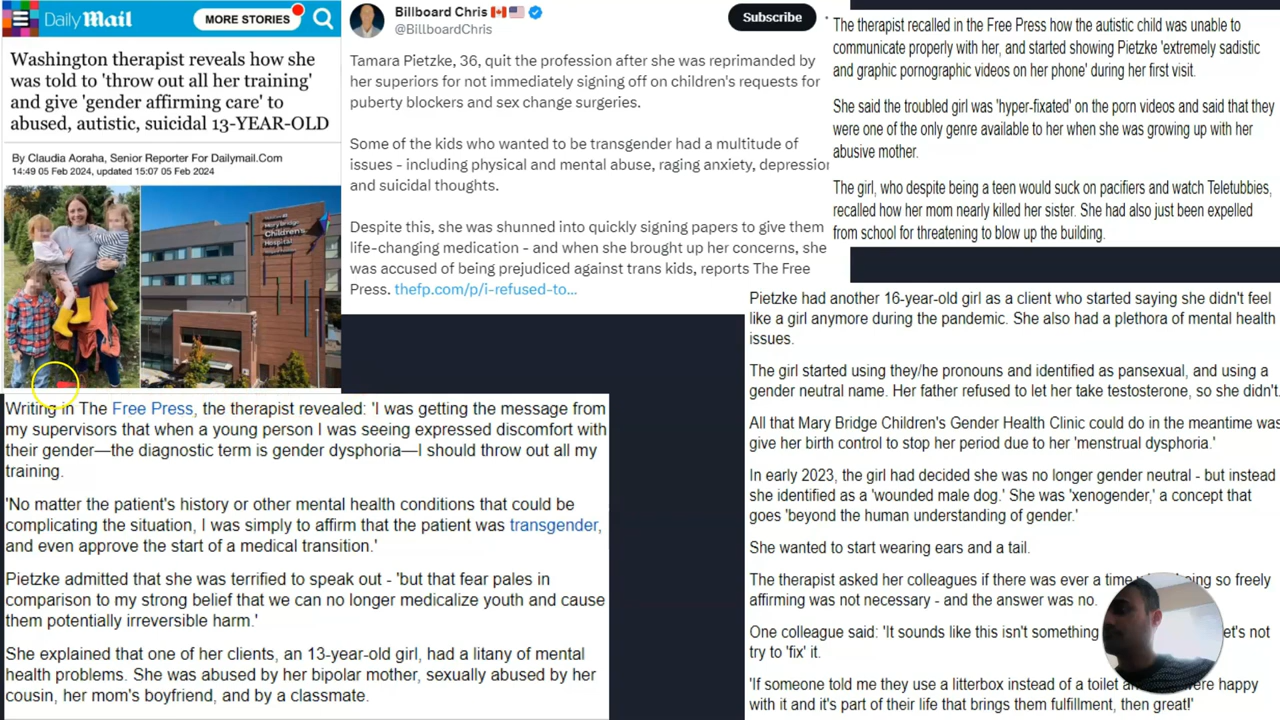 Daily Mail
MORE STORIES
Washington therapist reveals how she
was told to 'throw out all her training'
and give 'gender affirming care' to
abused, autistic, suicidal 13-YEAR-OLD
By Claudia Aoraha, Senior Reporter For Dailymail.Com
14:49 05 Feb 2024, updated 15:07 05 Feb 2024
Children's
Writing in The Free Press, the therapist revealed: 'I was getting the message from
my supervisors that when a young person I was seeing expressed discomfort with
their gender—the diagnostic term is gender dysphoria—I should throw out all my
training.
'No matter the patient's history or other mental health conditions that could be
complicating the situation, I was simply to affirm that the patient was transgender,
and even approve the start of a medical transition.'
Pietzke admitted that she was terrified to speak out - 'but that fear pales in
comparison to my strong belief that we can no longer medicalize youth and cause
them potentially irreversible harm.'
She explained that one of her clients, an 13-year-old girl, had a litany of mental
health problems. She was abused by her bipolar mother, sexually abused by her
cousin, her mom's boyfriend, and by a classmate.
Billboard Chris
@BillboardChris
Subscribe
Tamara Pietzke, 36, quit the profession after she was reprimanded by
her superiors for not immediately signing off on children's requests for
puberty blockers and sex change surgeries.
Some of the kids who wanted to be transgender had a multitude of
issues - including physical and mental abuse, raging anxiety, depression
and suicidal thoughts.
Despite this, she was shunned into quickly signing papers to give them
life-changing medication - and when she brought up her concerns, she
was accused of being prejudiced against trans kids, reports The Free
Press. thefp.com/p/i-refused-to...
The therapist recalled in the Free Press how the autistic child was unable to
communicate properly with her, and started showing Pietzke 'extremely sadistic
and graphic pornographic videos on her phone' during her first visit.
She said the troubled girl was 'hyper-fixated' on the porn videos and said that they
were one of the only genre available to her when she was growing up with her
abusive mother.
The girl, who despite being a teen would suck on pacifiers and watch Teletubbies,
recalled how her mom nearly killed her sister. She had also just been expelled
from school for threatening to blow up the building.
Pietzke had another 16-year-old girl as a client who started saying she didn't feel
like a girl anymore during the pandemic. She also had a plethora of mental health
issues.
The girl started using they/he pronouns and identified as pansexual, and using a
gender neutral name. Her father refused to let her take testosterone, so she didn't.
All that Mary Bridge Children's Gender Health Clinic could do in the meantime was
give her birth control to stop her period due to her 'menstrual dysphoria.'
In early 2023, the girl had decided she was no longer gender neutral - but instead
she identified as a 'wounded male dog.' She was 'xenogender,' a concept that
goes 'beyond the human understanding of gender.'
She wanted to start wearing ears and a tail.
The therapist asked her colleagues if there was ever a time so freely
affirming was not necessary - and the answer was no.
One colleague said: 'It sounds like this isn't something let's not
try to 'fix' it.
'If someone told me they use a litterbox instead of a toilet were happy
with it and it's part of their life that brings them fulfillment, then great!'